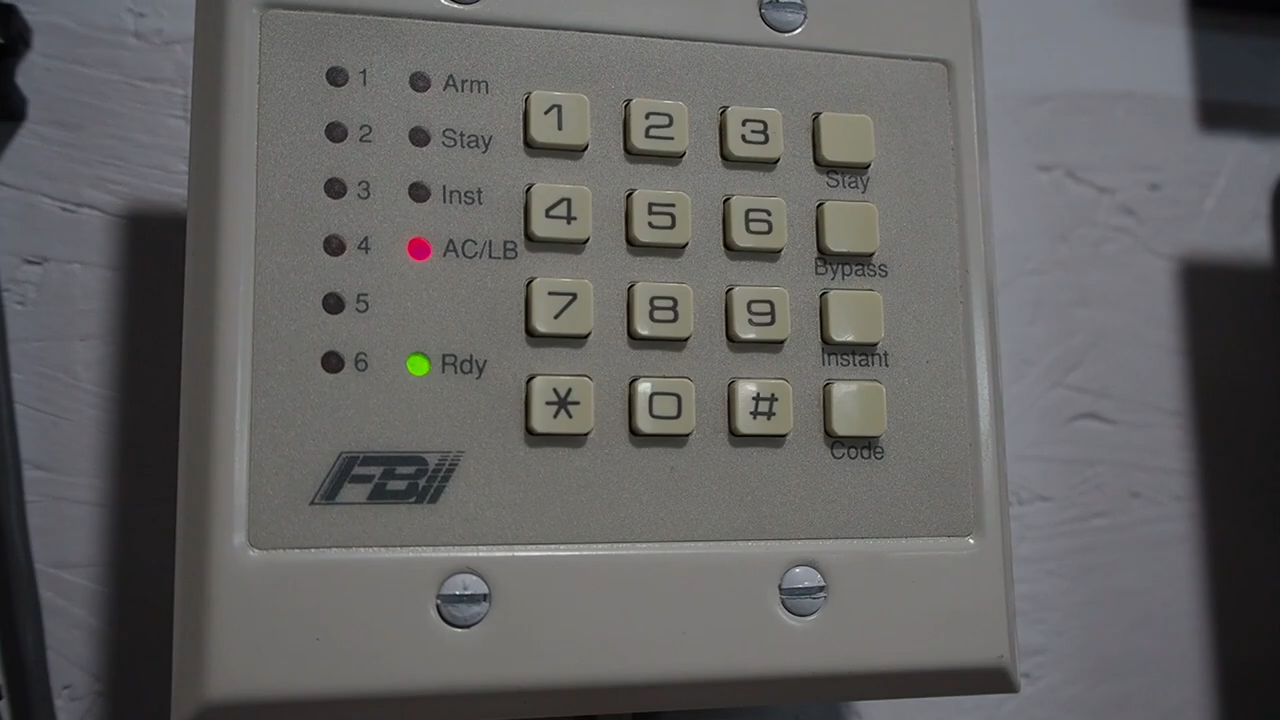 1 Arm
2 Stay
3 Inst
4 AC/LB
5
6 Rdy
1 2 3
Stay
4 5 6
Bypass
7 8 9
Instant
* 0 #
Code
FBII